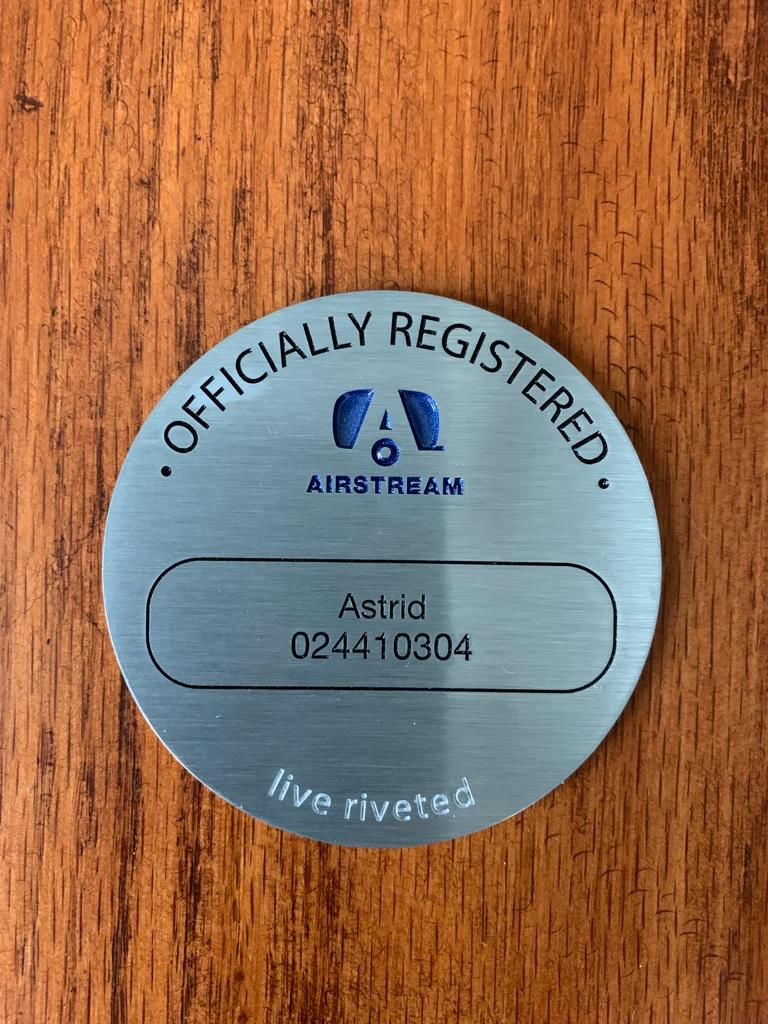 • OFFICIALLY REGISTERED •
AIRSTREAM
Astrid
024410304
live riveted